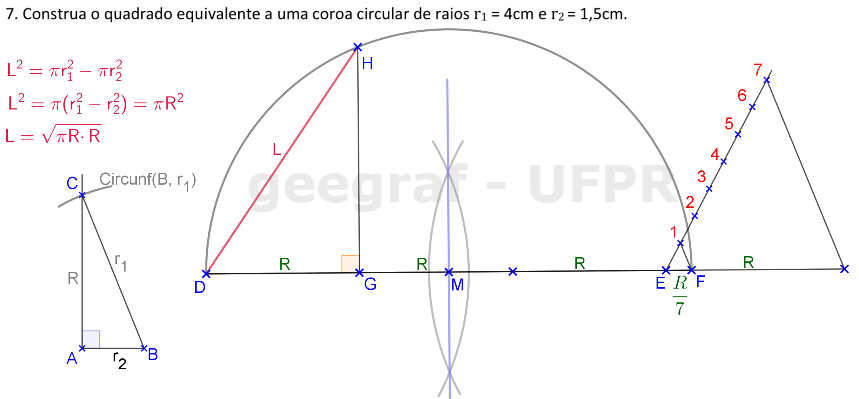 7. Construa o quadrado equivalente a uma coroa circular de raios r₁ = 4cm e r₂ = 1,5cm.
L² = πr₁² − πr₂²
L² = π(r₁² − r₂²) = πR²
L = √πR·R
C
Circunf(B, r₁)
R
r₁
A
r₂
B
H
L
geegraf - UFPR
D
R
G
R
M
R
E
R/7
F
R
1
2
3
4
5
6
7